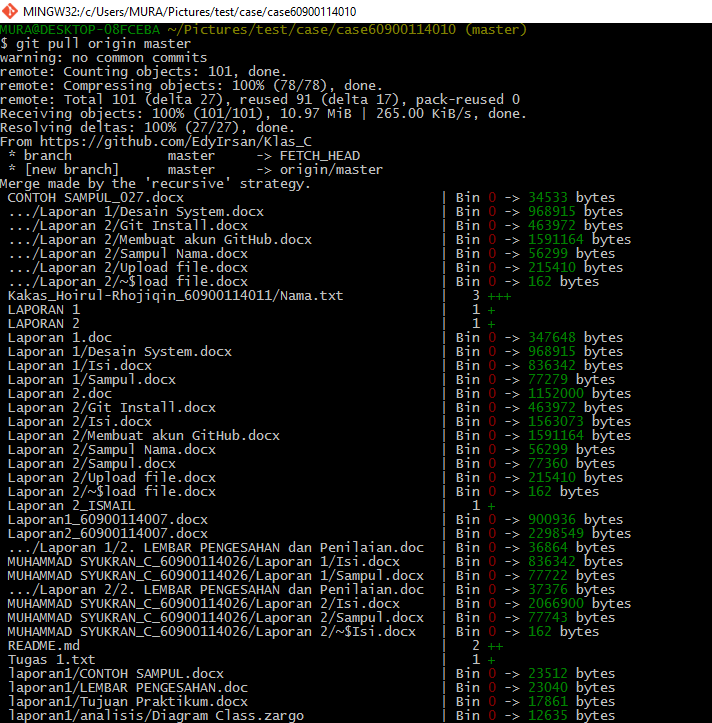 MINGW32:/c/Users/MURA/Pictures/test/case/case60900114010
MURA@DESKTOP-08FCEBA ~/Pictures/test/case/case60900114010 (master)
$ git pull origin master
warning: no common commits
remote: Counting objects: 101, done.
remote: Compressing objects: 100% (78/78), done.
remote: Total 101 (delta 27), reused 91 (delta 17), pack-reused 0
Receiving objects: 100% (101/101), 10.97 MiB | 265.00 KiB/s, done.
Resolving deltas: 100% (27/27), done.
From https://github.com/EdyIrsan/Klas_C
 * branch            master     -> FETCH_HEAD
 * [new branch]      master     -> origin/master
Merge made by the 'recursive' strategy.
 CONTOH SAMPUL_027.docx | Bin 0 -> 34533 bytes
 .../Laporan 1/Desain System.docx | Bin 0 -> 968915 bytes
 .../Laporan 2/Git Install.docx | Bin 0 -> 463972 bytes
 .../Laporan 2/Membuat akun GitHub.docx | Bin 0 -> 1591164 bytes
 .../Laporan 2/Sampul Nama.docx | Bin 0 -> 56299 bytes
 .../Laporan 2/Upload file.docx | Bin 0 -> 215410 bytes
 .../Laporan 2/~$load file.docx | Bin 0 -> 162 bytes
 Kakas_Hoirul-Rhojiqin_60900114011/Nama.txt | 3 +++
 LAPORAN 1 | 1 +
 LAPORAN 2 | 1 +
 Laporan 1.doc | Bin 0 -> 347648 bytes
 Laporan 1/Desain System.docx | Bin 0 -> 968915 bytes
 Laporan 1/Isi.docx | Bin 0 -> 836342 bytes
 Laporan 1/Sampul.docx | Bin 0 -> 77279 bytes
 Laporan 2.doc | Bin 0 -> 1152000 bytes
 Laporan 2/Git Install.docx | Bin 0 -> 463972 bytes
 Laporan 2/Isi.docx | Bin 0 -> 1563073 bytes
 Laporan 2/Membuat akun GitHub.docx | Bin 0 -> 1591164 bytes
 Laporan 2/Sampul Nama.docx | Bin 0 -> 56299 bytes
 Laporan 2/Sampul.docx | Bin 0 -> 77360 bytes
 Laporan 2/Upload file.docx | Bin 0 -> 215410 bytes
 Laporan 2/~$load file.docx | Bin 0 -> 162 bytes
 Laporan 2_ISMAIL | 1 +
 Laporan1_60900114007.docx | Bin 0 -> 900936 bytes
 Laporan2_60900114007.docx | Bin 0 -> 2298549 bytes
 .../Laporan 1/2. LEMBAR PENGESAHAN dan Penilaian.doc | Bin 0 -> 36864 bytes
 MUHAMMAD SYUKRAN_C_60900114026/Laporan 1/Isi.docx | Bin 0 -> 836342 bytes
 MUHAMMAD SYUKRAN_C_60900114026/Laporan 1/Sampul.docx | Bin 0 -> 77722 bytes
 .../Laporan 2/2. LEMBAR PENGESAHAN dan Penilaian.doc | Bin 0 -> 37376 bytes
 MUHAMMAD SYUKRAN_C_60900114026/Laporan 2/Isi.docx | Bin 0 -> 2066900 bytes
 MUHAMMAD SYUKRAN_C_60900114026/Laporan 2/Sampul.docx | Bin 0 -> 77743 bytes
 MUHAMMAD SYUKRAN_C_60900114026/Laporan 2/~$Isi.docx | Bin 0 -> 162 bytes
 README.md | 2 ++
 Tugas 1.txt | 1 +
 laporan1/CONTOH SAMPUL.docx | Bin 0 -> 23512 bytes
 laporan1/LEMBAR PENGESAHAN.doc | Bin 0 -> 23040 bytes
 laporan1/Tujuan Praktikum.docx | Bin 0 -> 17861 bytes
 laporan1/analisis/Diagram Class.zargo | Bin 0 -> 12635 bytes